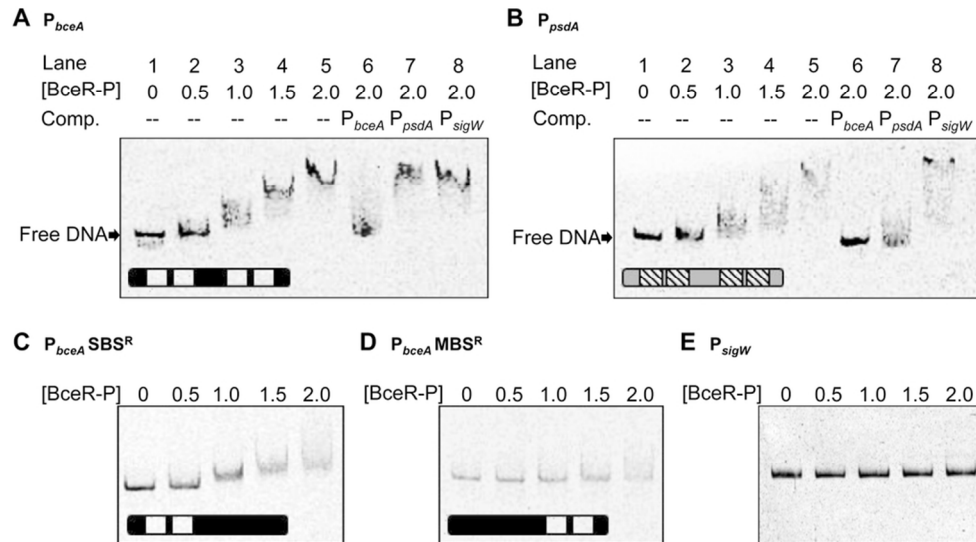 A P bceA
Lane 1 2 3 4 5 6 7 8
[BceR-P] 0 0.5 1.0 1.5 2.0 2.0 2.0 2.0
Comp. -- -- -- -- -- PbceA PpsdA PsigW
Free DNA
B P psdA
Lane 1 2 3 4 5 6 7 8
[BceR-P] 0 0.5 1.0 1.5 2.0 2.0 2.0 2.0
Comp. -- -- -- -- -- PbceA PpsdA PsigW
Free DNA
C PbceA SBSᴿ
[BceR-P] 0 0.5 1.0 1.5 2.0
D PbceA MBSᴿ
[BceR-P] 0 0.5 1.0 1.5 2.0
E PsigW
[BceR-P] 0 0.5 1.0 1.5 2.0